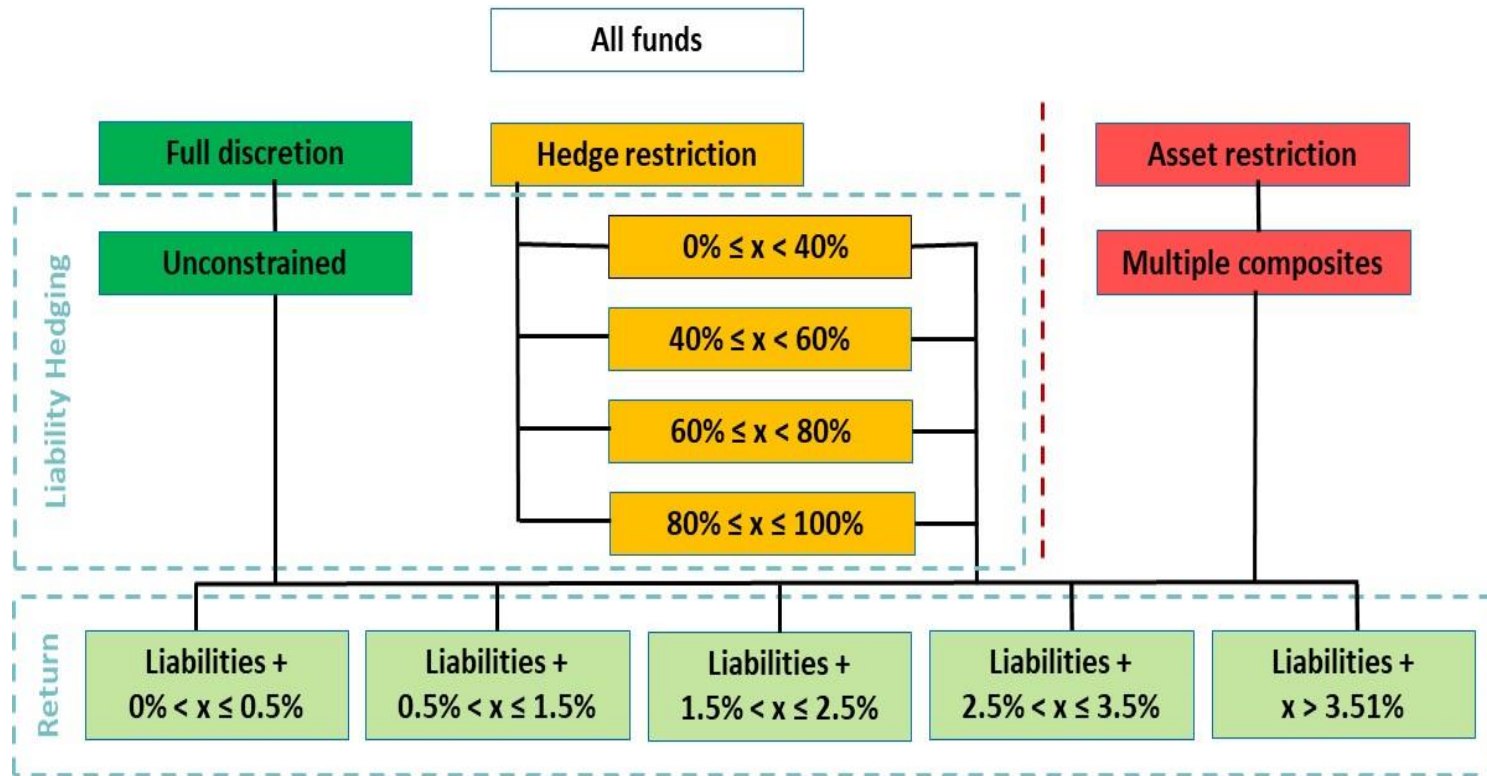 All funds
Full discretion
Hedge restriction
Asset restriction
Liability Hedging
Unconstrained
0% ≤ x < 40%
Multiple composites
40% ≤ x < 60%
60% ≤ x < 80%
80% ≤ x ≤ 100%
Return
Liabilities +
0% < x ≤ 0.5%
Liabilities +
0.5% < x ≤ 1.5%
Liabilities +
1.5% < x ≤ 2.5%
Liabilities +
2.5% < x ≤ 3.5%
Liabilities +
x > 3.51%